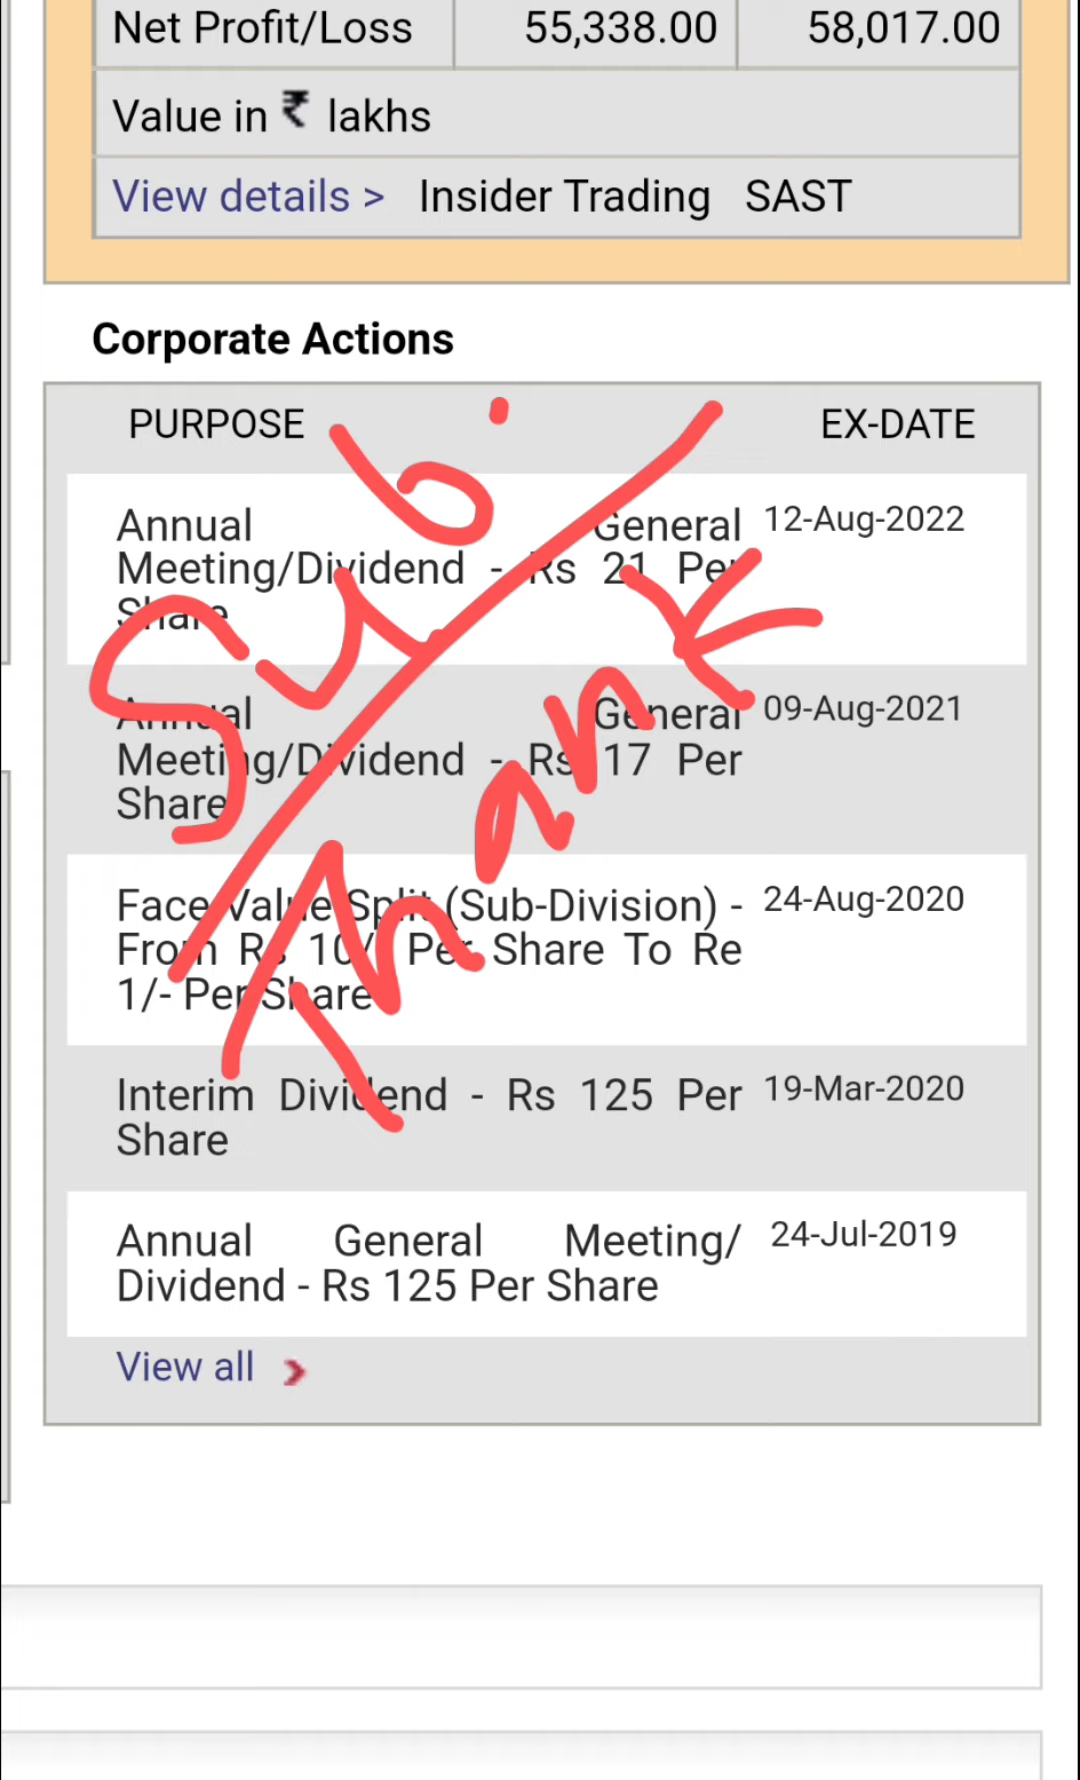 Net Profit/Loss 55,338.00 58,017.00
Value in ₹ lakhs
View details > Insider Trading SAST
Corporate Actions
PURPOSE EX-DATE
Annual General 12-Aug-2022
Meeting/Dividend - Rs 21 Per
Share
Annual General 09-Aug-2021
Meeting/Dividend - Rs 17 Per
Share
Face Value Split (Sub-Division) - 24-Aug-2020
From Rs 10/- Per Share To Re
1/- Per Share
Interim Dividend - Rs 125 Per 19-Mar-2020
Share
Annual General Meeting/ 24-Jul-2019
Dividend - Rs 125 Per Share
View all
Sub.
Thank